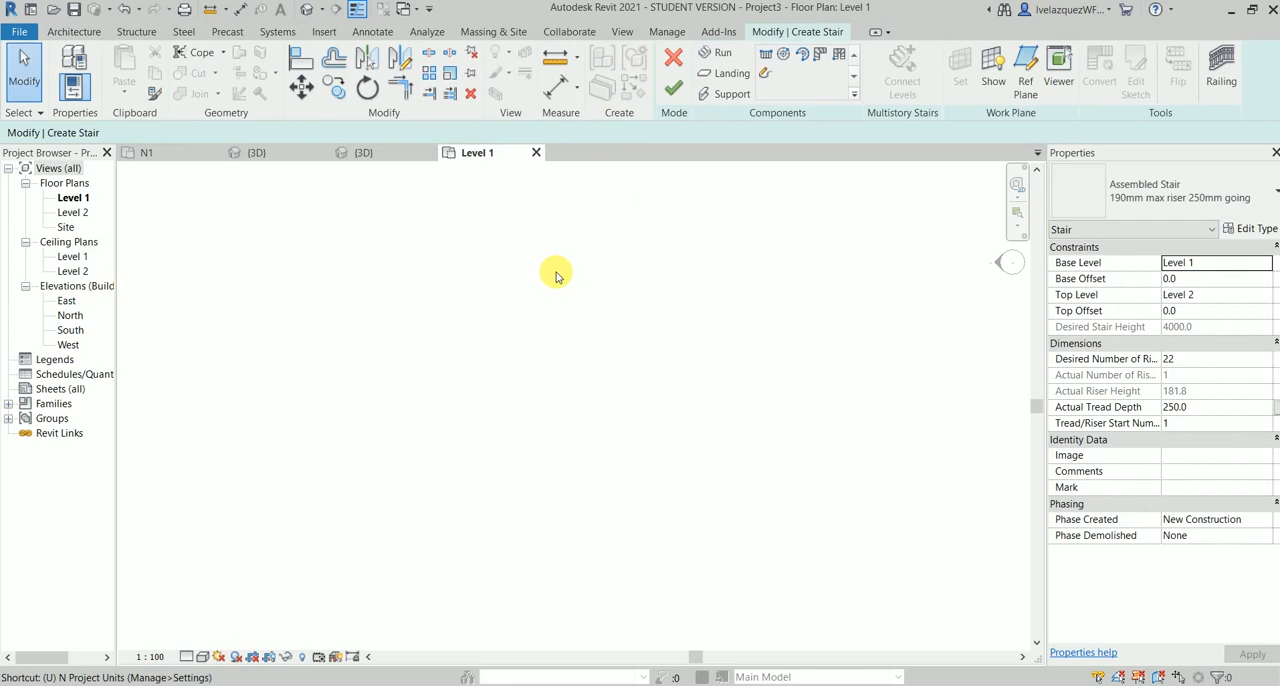 Autodesk Revit 2021 - STUDENT VERSION - Project3 - Floor Plan: Level 1
lvelazquezWF...
File Architecture Structure Steel Precast Systems Insert Annotate Analyze Massing & Site Collaborate View Manage Add-Ins Modify | Create Stair
Modify
Paste
Cope
Cut
Join
Run
Landing
Support
Connect
Levels
Set
Show
Ref
Plane
Viewer
Convert
Edit
Sketch
Flip
Railing
Select Properties Clipboard Geometry Modify View Measure Create Mode Components Multistory Stairs Work Plane Tools
Modify | Create Stair
Project Browser - Pr...
Views (all)
Floor Plans
Level 1
Level 2
Site
Ceiling Plans
Level 1
Level 2
Elevations (Build
East
North
South
West
Legends
Schedules/Quant
Sheets (all)
Families
Groups
Revit Links
N1
(3D)
(3D)
Level 1
Properties
Assembled Stair
190mm max riser 250mm going
Stair
Edit Type
Constraints
Base Level Level 1
Base Offset 0.0
Top Level Level 2
Top Offset 0.0
Desired Stair Height 4000.0
Dimensions
Desired Number of Ri... 22
Actual Number of Ris... 1
Actual Riser Height 181.8
Actual Tread Depth 250.0
Tread/Riser Start Num... 1
Identity Data
Image
Comments
Mark
Phasing
Phase Created New Construction
Phase Demolished None
Properties help
Apply
1 : 100
Shortcut: (U) N Project Units (Manage>Settings)
:0
Main Model
:0